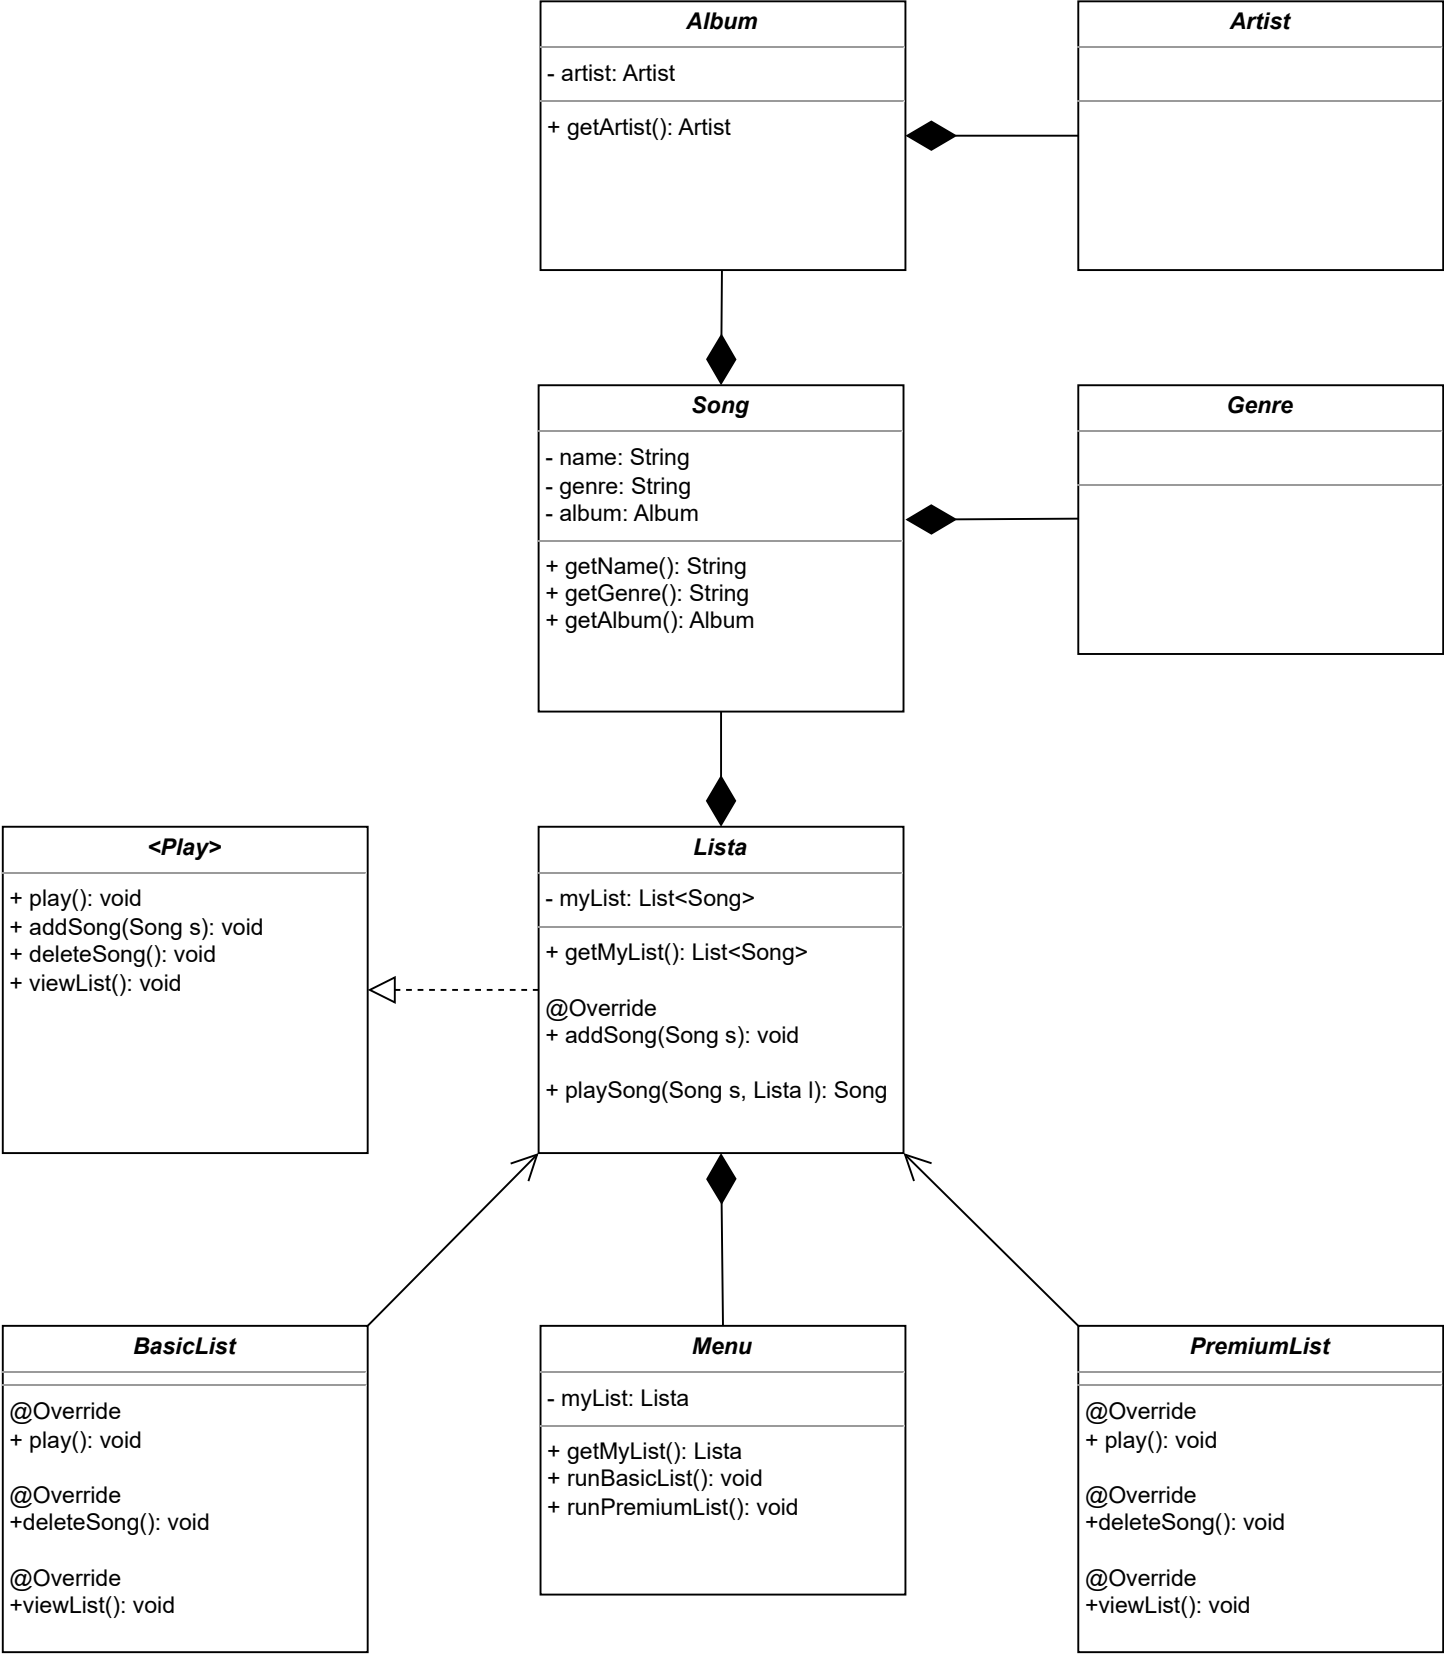 Album
- artist: Artist
+ getArtist(): Artist
Artist
Song
- name: String
- genre: String
- album: Album
+ getName(): String
+ getGenre(): String
+ getAlbum(): Album
Genre
<Play>
+ play(): void
+ addSong(Song s): void
+ deleteSong(): void
+ viewList(): void
Lista
- myList: List<Song>
+ getMyList(): List<Song>
@Override
+ addSong(Song s): void
+ playSong(Song s, Lista l): Song
BasicList
@Override
+ play(): void
@Override
+deleteSong(): void
@Override
+viewList(): void
Menu
- myList: Lista
+ getMyList(): Lista
+ runBasicList(): void
+ runPremiumList(): void
PremiumList
@Override
+ play(): void
@Override
+deleteSong(): void
@Override
+viewList(): void